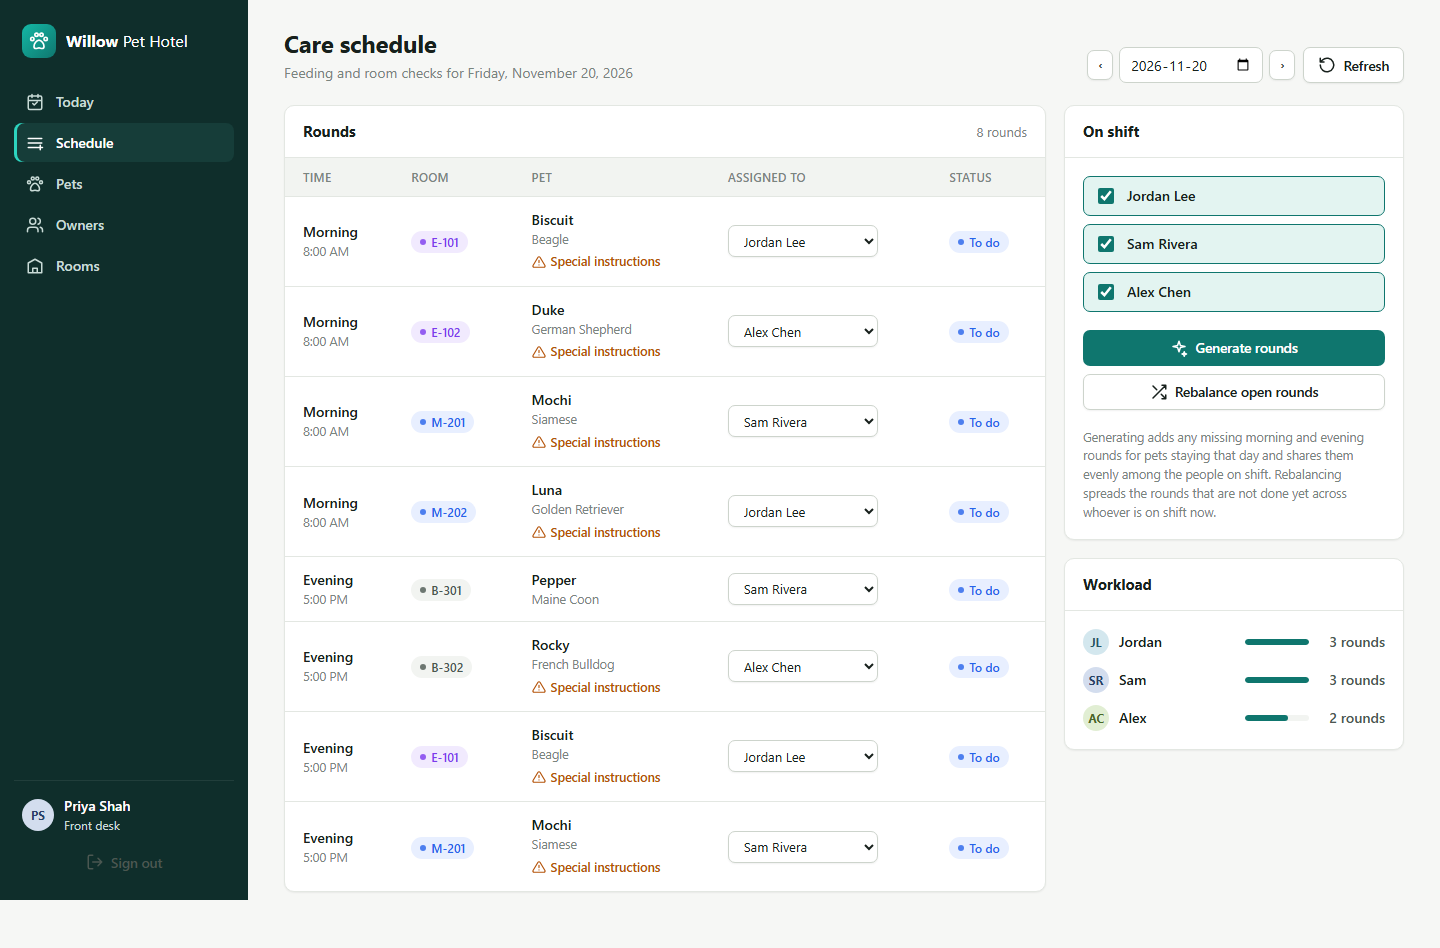 Willow Pet Hotel
Today
Schedule
Pets
Owners
Rooms
Priya Shah
PS
Front desk
Sign out
Care schedule
Feeding and room checks for Friday, November 20, 2026
‹
2026-11-20
›
Refresh
Rounds
8 rounds
TIME ROOM PET ASSIGNED TO STATUS
Morning
8:00 AM
E-101
Biscuit
Beagle
Special instructions
Jordan Lee
To do
Morning
8:00 AM
E-102
Duke
German Shepherd
Special instructions
Alex Chen
To do
Morning
8:00 AM
M-201
Mochi
Siamese
Special instructions
Sam Rivera
To do
Morning
8:00 AM
M-202
Luna
Golden Retriever
Special instructions
Jordan Lee
To do
Evening
5:00 PM
B-301
Pepper
Maine Coon
Sam Rivera
To do
Evening
5:00 PM
B-302
Rocky
French Bulldog
Special instructions
Alex Chen
To do
Evening
5:00 PM
E-101
Biscuit
Beagle
Special instructions
Jordan Lee
To do
Evening
5:00 PM
M-201
Mochi
Siamese
Special instructions
Sam Rivera
To do
On shift
Jordan Lee
Sam Rivera
Alex Chen
Generate rounds
Rebalance open rounds
Generating adds any missing morning and evening
rounds for pets staying that day and shares them
evenly among the people on shift. Rebalancing
spreads the rounds that are not done yet across
whoever is on shift now.
Workload
JL Jordan 3 rounds
SR Sam 3 rounds
AC Alex 2 rounds